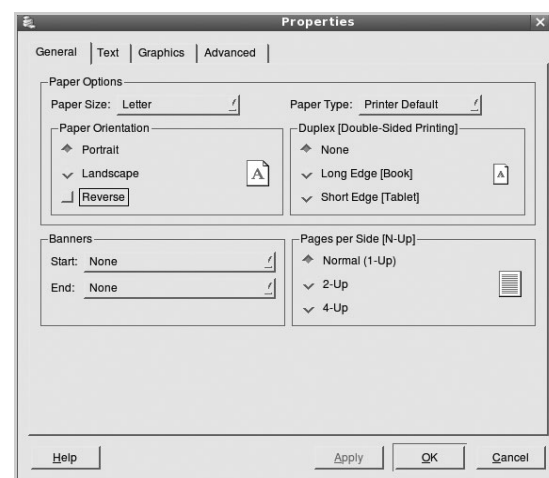 Properties
General Text Graphics Advanced
Paper Options
Paper Size: Letter
Paper Type: Printer Default
Paper Orientation
Portrait
Landscape
Reverse
A
Duplex [Double-Sided Printing]
None
Long Edge [Book]
Short Edge [Tablet]
A
Banners
Start: None
End: None
Pages per Side [N-Up]
Normal (1-Up)
2-Up
4-Up
Help Apply OK Cancel